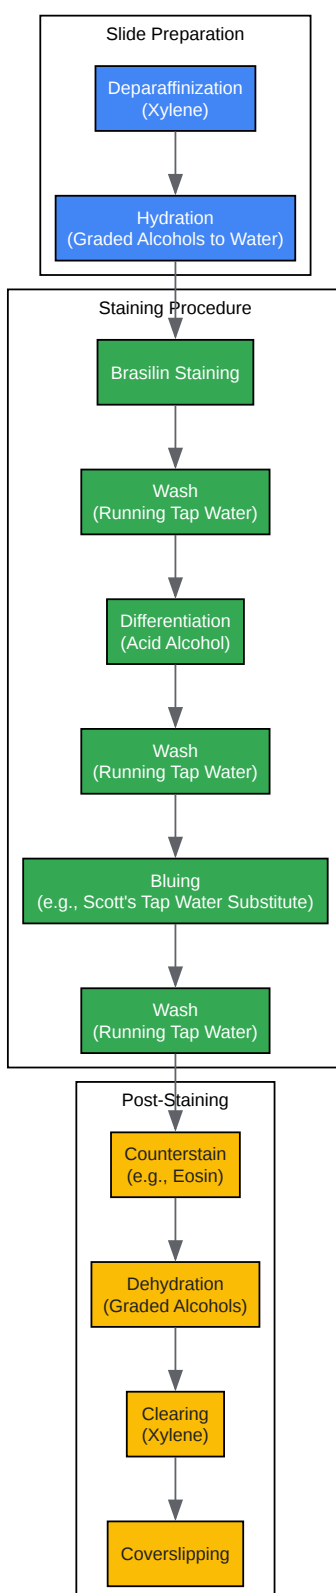 Slide Preparation
Deparaffinization
(Xylene)
Hydration
(Graded Alcohols to Water)
Staining Procedure
Brasilin Staining
Wash
(Running Tap Water)
Differentiation
(Acid Alcohol)
Wash
(Running Tap Water)
Bluing
(e.g., Scott's Tap Water Substitute)
Wash
(Running Tap Water)
Post-Staining
Counterstain
(e.g., Eosin)
Dehydration
(Graded Alcohols)
Clearing
(Xylene)
Coverslipping